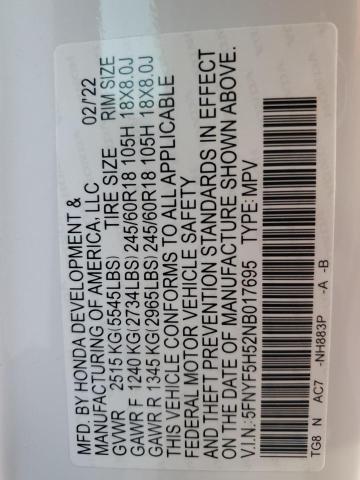 MFD. BY HONDA DEVELOPMENT &
MANUFACTURING OF AMERICA, LLC 02/'22
GVWR 2515 KG(5545LBS) TIRE SIZE RIM SIZE
GAWR F 1240 KG(2734LBS) 245/60R18 105H 18X8.0J
GAWR R 1345 KG(2965LBS) 245/60R18 105H 18X8.0J
THIS VEHICLE CONFORMS TO ALL APPLICABLE
FEDERAL MOTOR VEHICLE SAFETY
AND THEFT PREVENTION STANDARDS IN EFFECT
ON THE DATE OF MANUFACTURE SHOWN ABOVE.
V.I.N.:5FNYF5H52NB017695 TYPE: MPV
TG8 N AC7 -NH883P -A -B